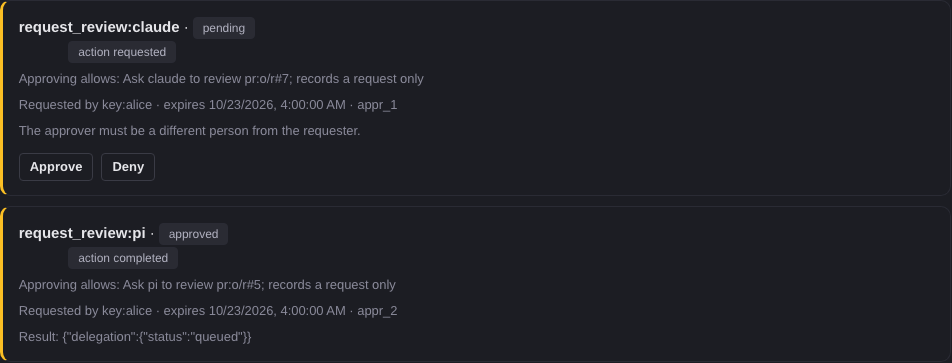 request_review:claude · pending
action requested
Approving allows: Ask claude to review pr:o/r#7; records a request only
Requested by key:alice · expires 10/23/2026, 4:00:00 AM · appr_1
The approver must be a different person from the requester.
Approve Deny
request_review:pi · approved
action completed
Approving allows: Ask pi to review pr:o/r#5; records a request only
Requested by key:alice · expires 10/23/2026, 4:00:00 AM · appr_2
Result: {"delegation":{"status":"queued"}}